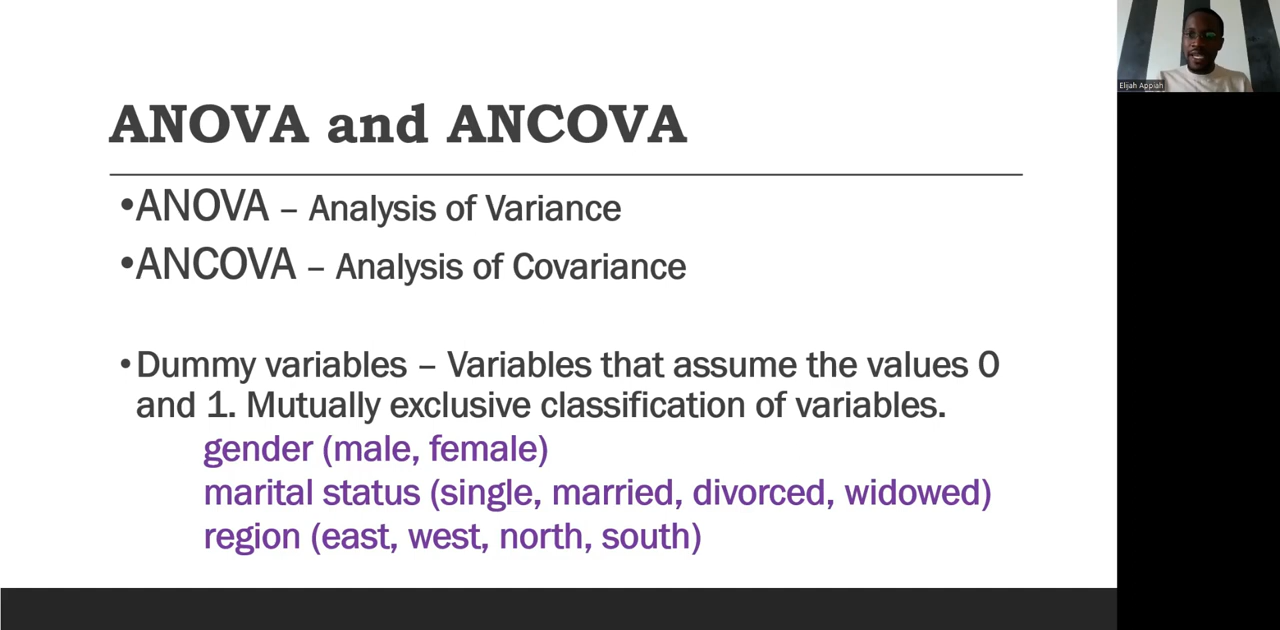 ANOVA and ANCOVA
•ANOVA – Analysis of Variance
•ANCOVA – Analysis of Covariance
•Dummy variables – Variables that assume the values 0
and 1. Mutually exclusive classification of variables.
gender (male, female)
marital status (single, married, divorced, widowed)
region (east, west, north, south)
Elijah Appiah